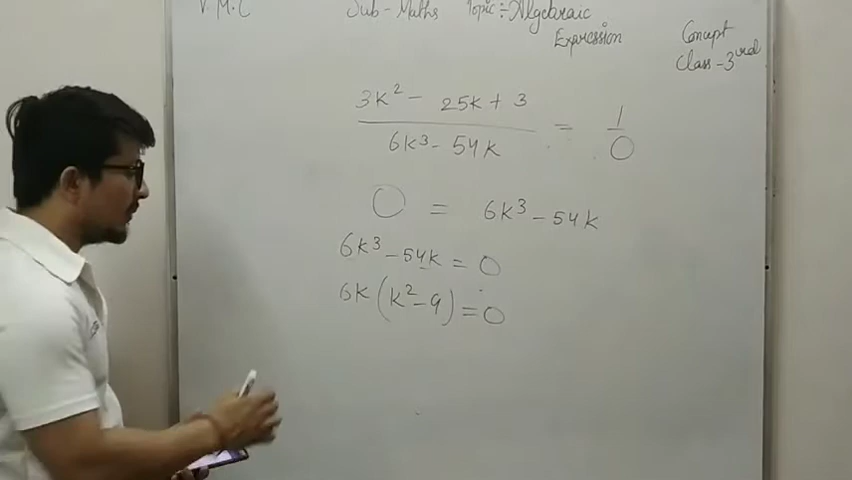 V.M.C Sub-Maths Topic:- Algebraic
Expression Concept
Class-3rd
3k² - 25k + 3 / 6k³ - 54k = 1/0
0 = 6k³ - 54k
6k³ - 54k = 0
6k(k² - 9) = 0